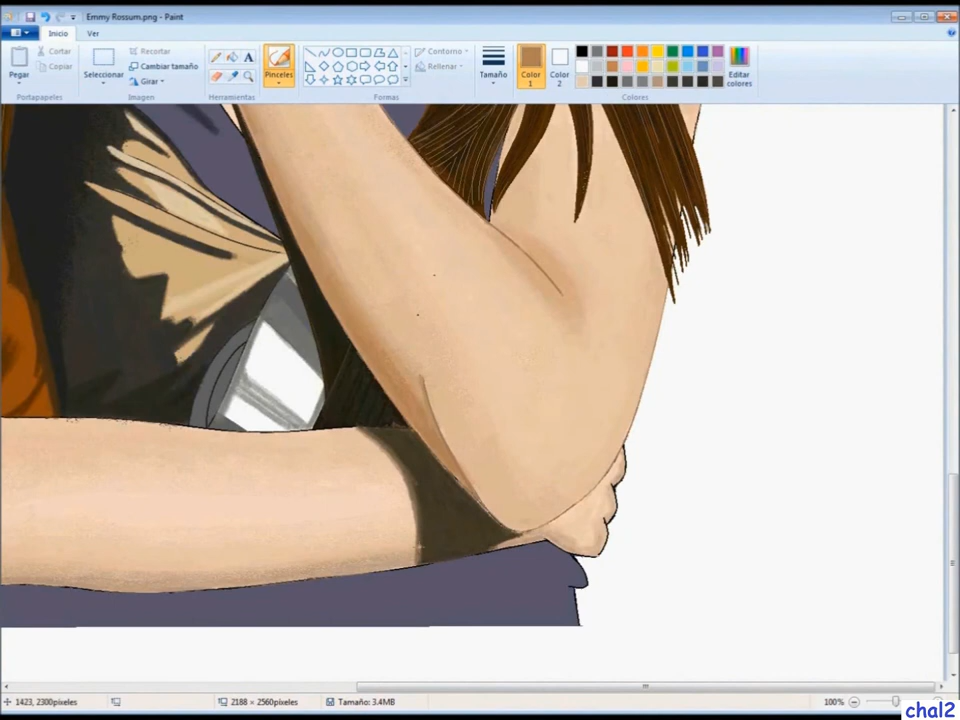 Emmy Rossum.png - Paint
Inicio Ver
Pegar
Cortar
Copiar
Portapapeles
Seleccionar
Recortar
Cambiar tamaño
Girar
Imagen
A
Herramientas
Pinceles
Contorno
Rellenar
Formas
Tamaño
Color 1
Color 2
Editar colores
Colores
1423, 2300píxeles
2188 × 2560píxeles
Tamaño: 3.4MB
100%
chal2